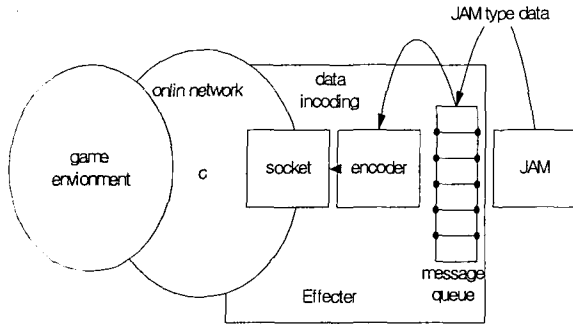 JAM type data
onlin network
data
incoding
game
envionment
c
socket
encoder
JAM
message
queue
Effecter